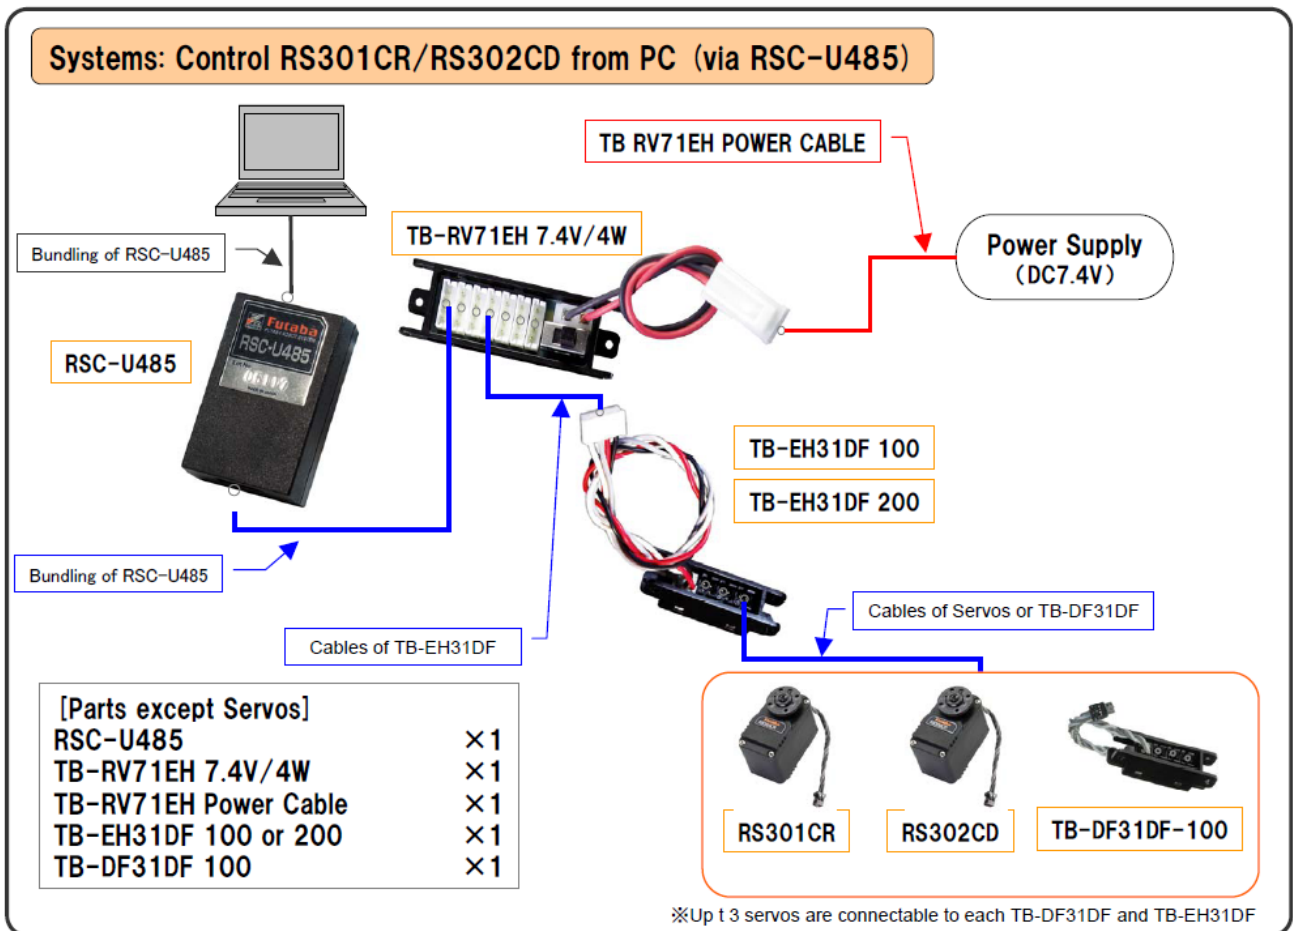 Systems: Control RS301CR/RS302CD from PC (via RSC-U485)
TB RV71EH POWER CABLE
TB-RV71EH 7.4V/4W
Power Supply
(DC7.4V)
Bundling of RSC-U485
RSC-U485
Futaba
RSC-U485
TB-EH31DF 100
TB-EH31DF 200
Bundling of RSC-U485
Cables of TB-EH31DF
Cables of Servos or TB-DF31DF
[Parts except Servos]
RSC-U485 ×1
TB-RV71EH 7.4V/4W ×1
TB-RV71EH Power Cable ×1
TB-EH31DF 100 or 200 ×1
TB-DF31DF 100 ×1
RS301CR
RS302CD
TB-DF31DF-100
※Up t 3 servos are connectable to each TB-DF31DF and TB-EH31DF